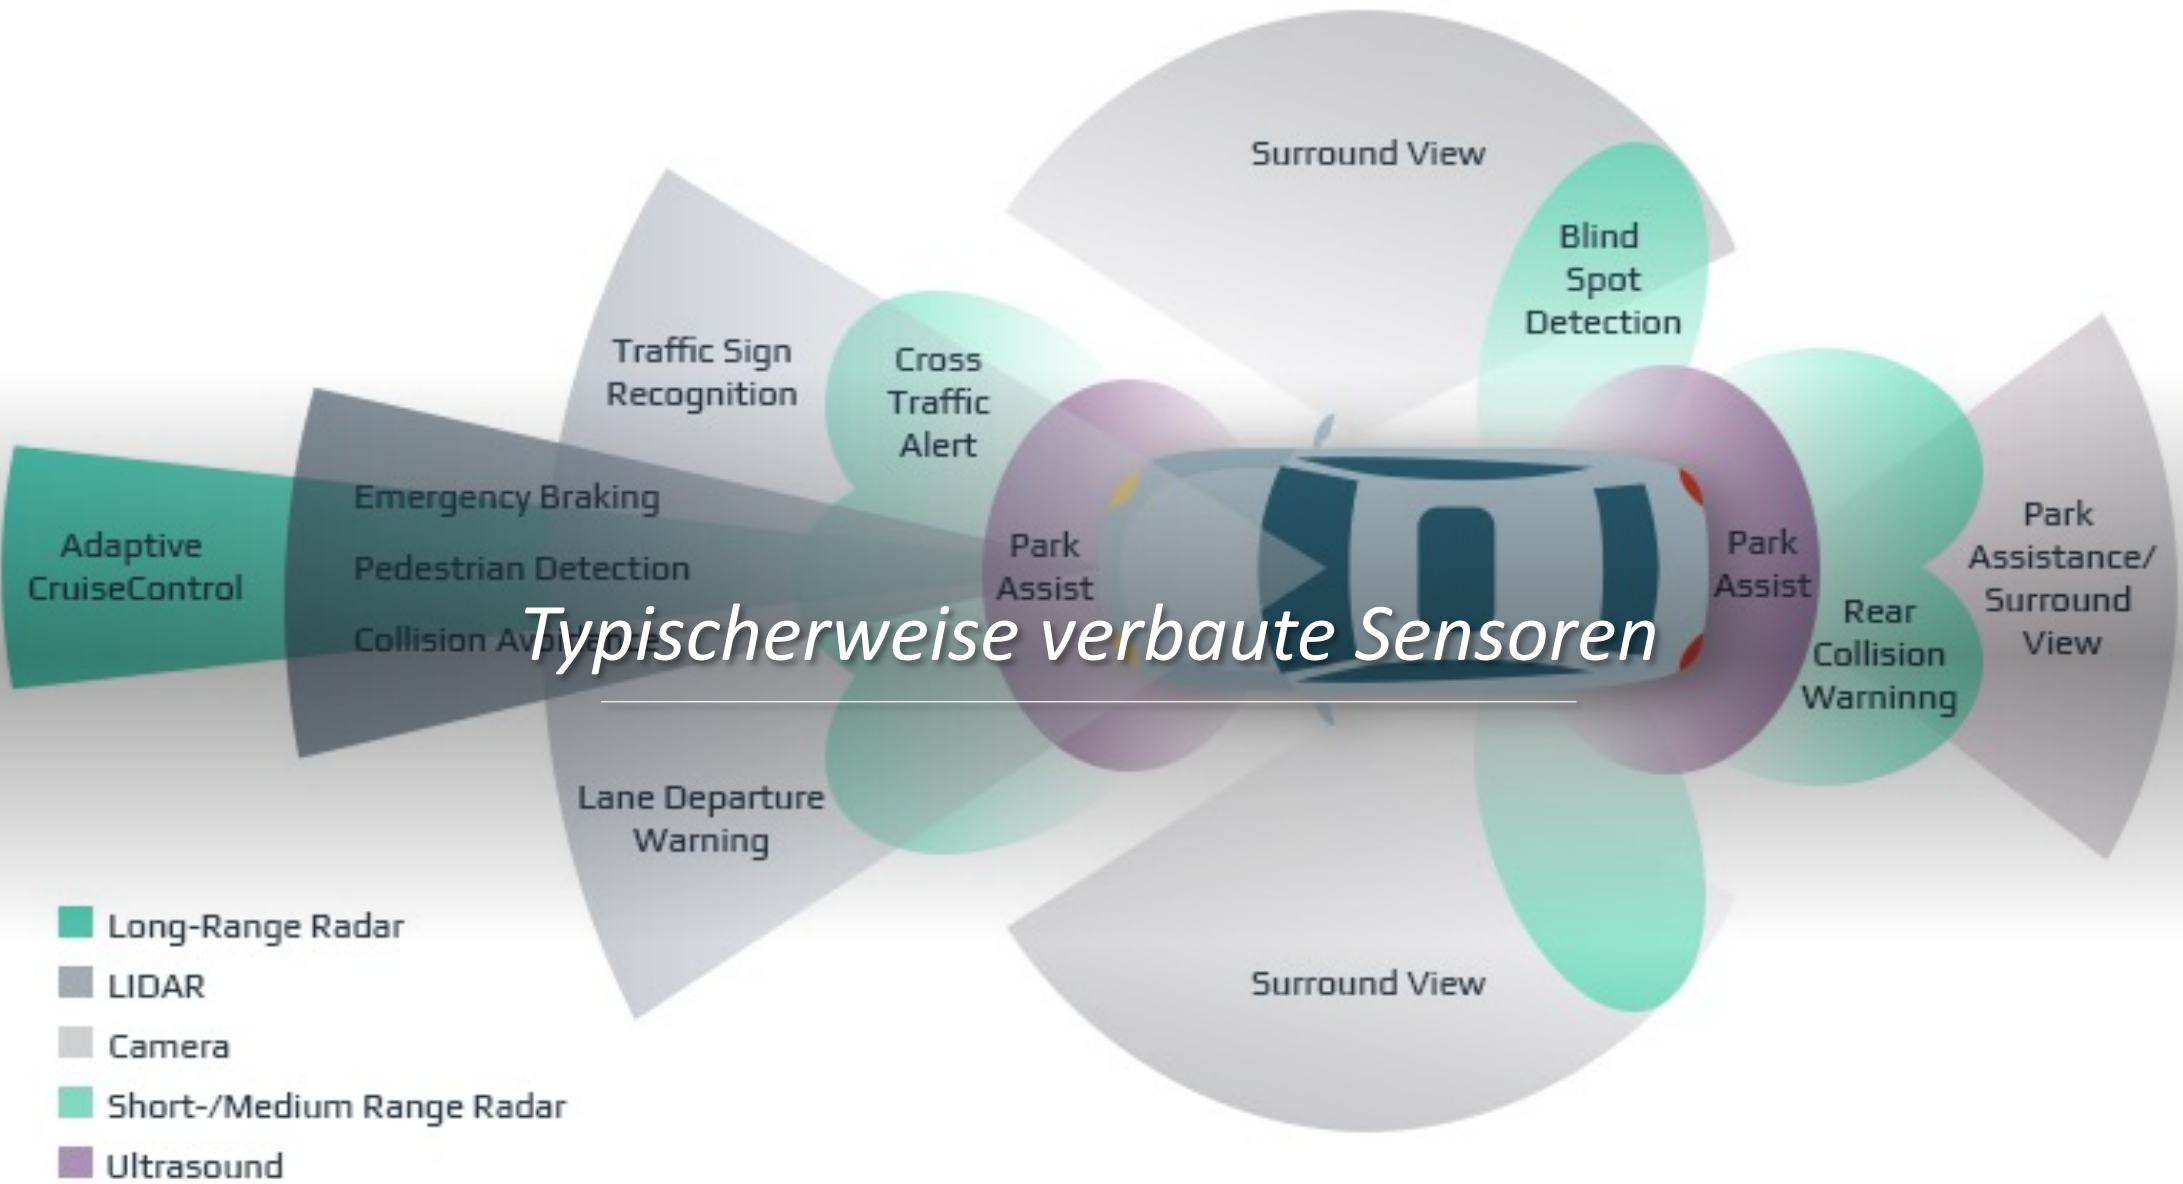 Surround View
Blind
Spot
Detection
Traffic Sign
Recognition
Cross
Traffic
Alert
Emergency Braking
Adaptive
CruiseControl
Pedestrian Detection
Collision Avoidance
Park
Assist
Park
Assist
Park
Assistance/
Surround
View
Rear
Collision
Warninng
Typischerweise verbaute Sensoren
Lane Departure
Warning
Surround View
Long-Range Radar
LIDAR
Camera
Short-/Medium Range Radar
Ultrasound